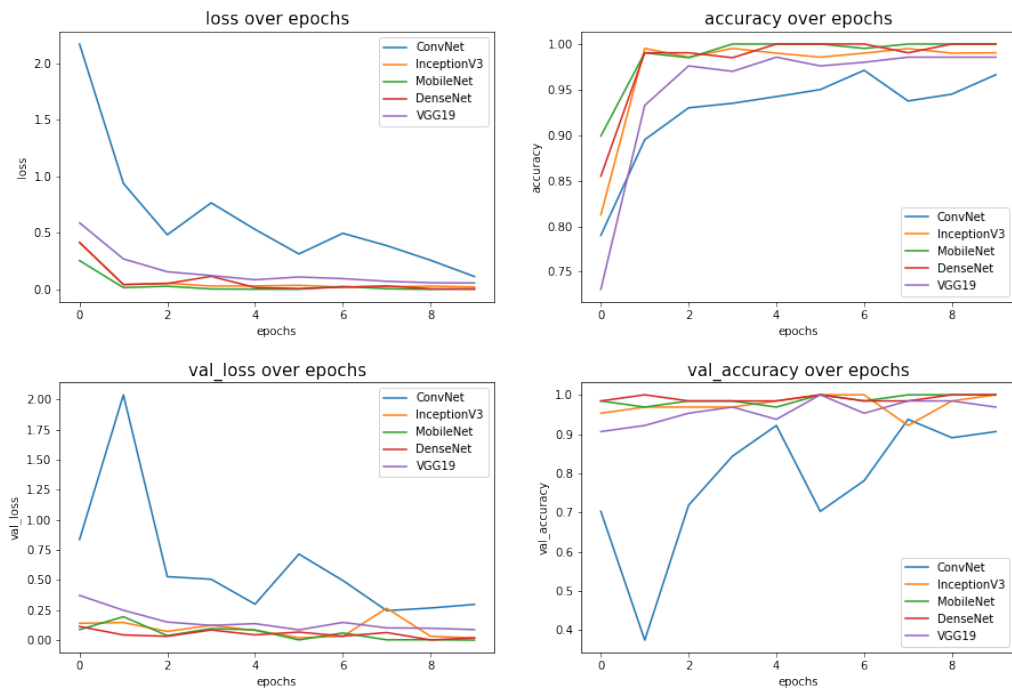 loss over epochs
2.0
1.5
1.0
0.5
0.0
loss
0 2 4 6 8
epochs
ConvNet
InceptionV3
MobileNet
DenseNet
VGG19
accuracy over epochs
1.00
0.95
0.90
0.85
0.80
0.75
accuracy
0 2 4 6 8
epochs
ConvNet
InceptionV3
MobileNet
DenseNet
VGG19
val_loss over epochs
2.00
1.75
1.50
1.25
1.00
0.75
0.50
0.25
0.00
val_loss
0 2 4 6 8
epochs
ConvNet
InceptionV3
MobileNet
DenseNet
VGG19
val_accuracy over epochs
1.0
0.9
0.8
0.7
0.6
0.5
0.4
val_accuracy
0 2 4 6 8
epochs
ConvNet
InceptionV3
MobileNet
DenseNet
VGG19